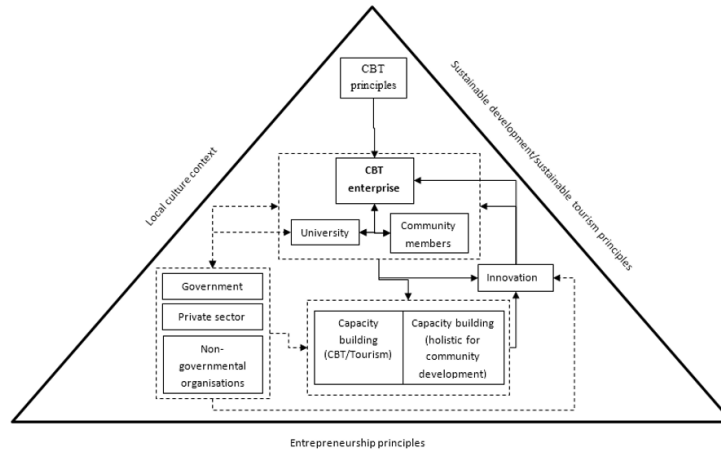 CBT
principles
Local culture context
Sustainable development/sustainable tourism principles
CBT
enterprise
University
Community
members
Government
Private sector
Non-
governmental
organisations
Innovation
Capacity
building
(CBT/Tourism)
Capacity building
(holistic for
community
development)
Entrepreneurship principles